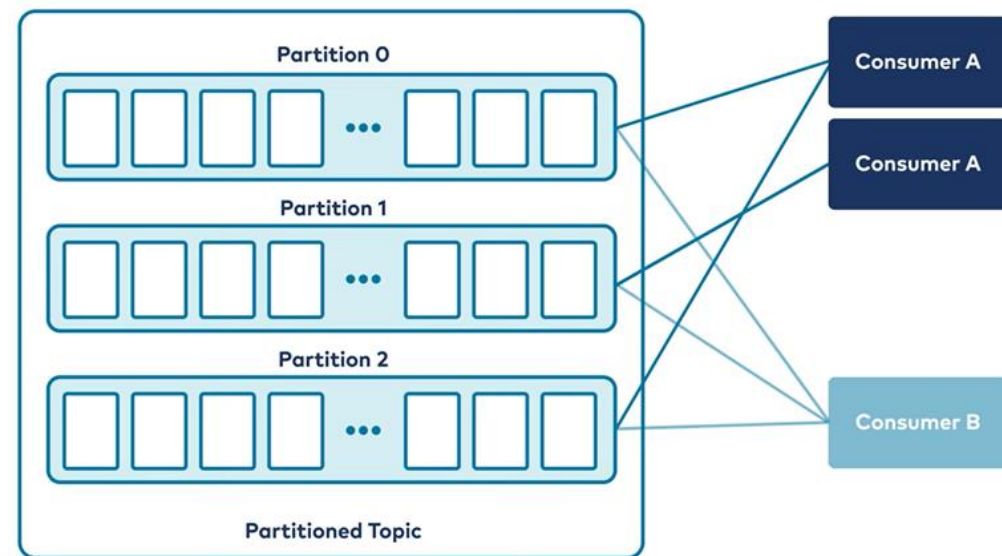 Partition 0
Consumer A
Consumer A
Partition 1
Partition 2
Consumer B
Partitioned Topic